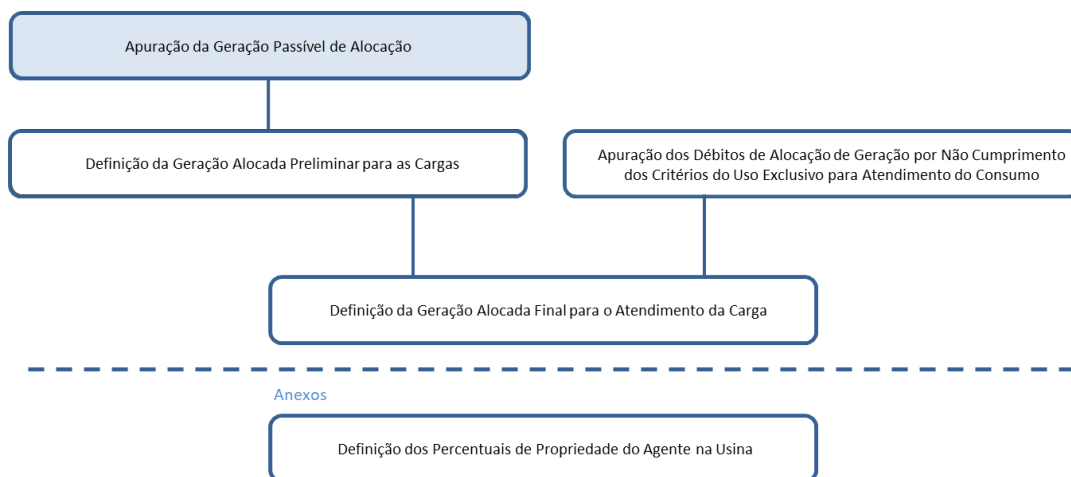 Apuração da Geração Passível de Alocação
Definição da Geração Alocada Preliminar para as Cargas
Apuração dos Débitos de Alocação de Geração por Não Cumprimento
dos Critérios do Uso Exclusivo para Atendimento do Consumo
Definição da Geração Alocada Final para o Atendimento da Carga
Anexos
Definição dos Percentuais de Propriedade do Agente na Usina